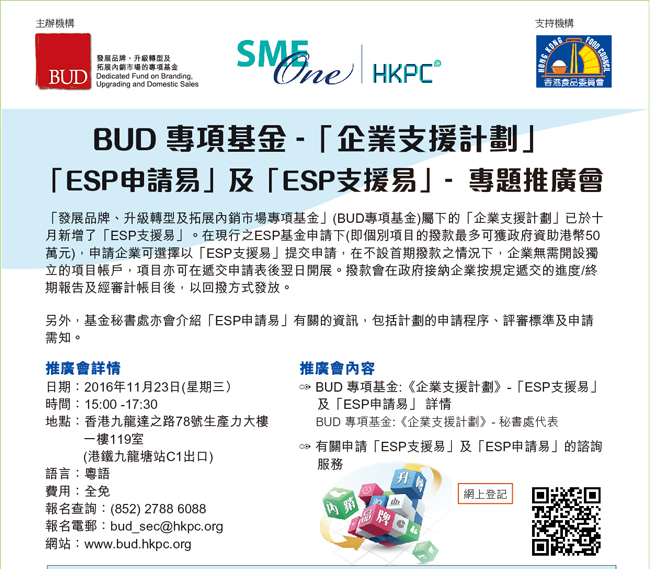 主辦機構
支持機構
BUD
發展品牌、升級轉型及
拓展內銷市場的專項基金
Dedicated Fund on Branding,
Upgrading and Domestic Sales
SME One
HKPC
HONG KONG FOOD COUNCIL
香港食品委員會
BUD 專項基金 -「企業支援計劃」
「ESP申請易」及「ESP支援易」- 專題推廣會
「發展品牌、升級轉型及拓展內銷市場專項基金」(BUD專項基金)屬下的「企業支援計劃」已於十
月新增了「ESP支援易」。在現行之ESP基金申請下(即個別項目的撥款最多可獲政府資助港幣50
萬元)，申請企業可選擇以「ESP支援易」提交申請，在不設首期撥款之情況下，企業無需開設獨
立的項目帳戶，項目亦可在遞交申請表後翌日開展。撥款會在政府接納企業按規定遞交的進度/終
期報告及經審計帳目後，以回撥方式發放。
另外，基金秘書處亦會介紹「ESP申請易」有關的資訊，包括計劃的申請程序、評審標準及申請
需知。
推廣會詳情
日期：2016年11月23日(星期三)
時間：15:00 -17:30
地點：香港九龍達之路78號生產力大樓
一樓119室
(港鐵九龍塘站C1出口)
語言：粵語
費用：全免
報名查詢：(852) 2788 6088
報名電郵：bud_sec@hkpc.org
網站：www.bud.hkpc.org
推廣會內容
BUD 專項基金:《企業支援計劃》-「ESP支援易」
及「ESP申請易」 詳情
BUD 專項基金:《企業支援計劃》- 秘書處代表
有關申請「ESP支援易」及「ESP申請易」的諮詢
服務
升
內 銷
品 牌
網上登記